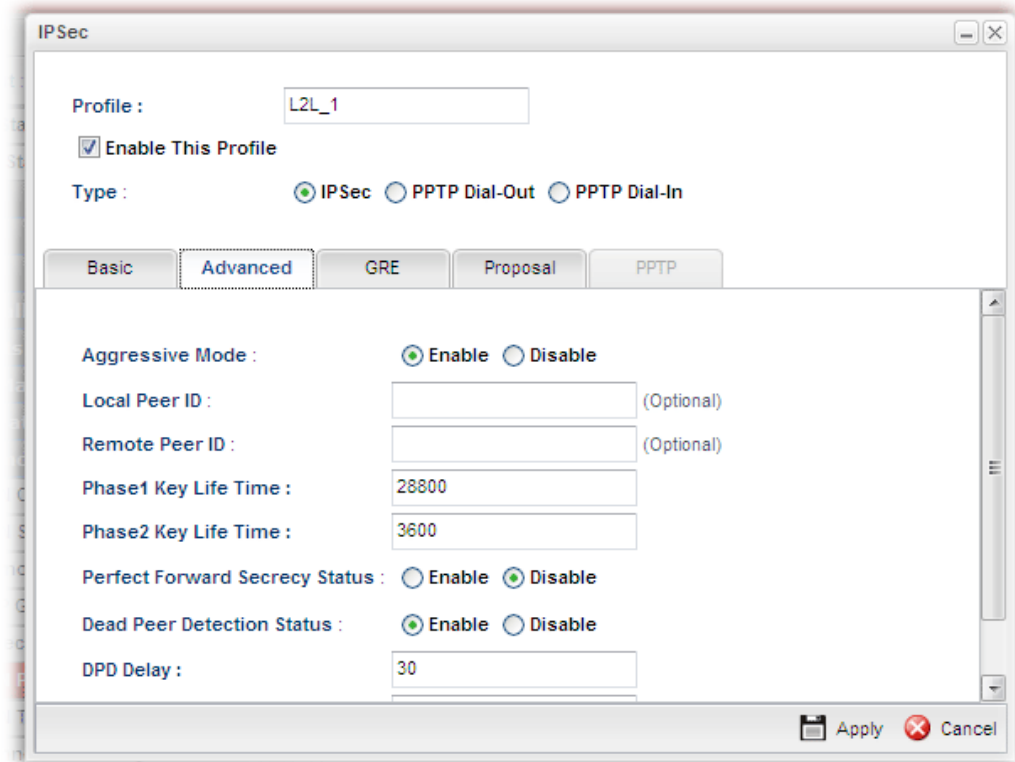 IPSec
Profile : L2L_1
Enable This Profile
Type : IPSec PPTP Dial-Out PPTP Dial-In
Basic Advanced GRE Proposal PPTP
Aggressive Mode : Enable Disable
Local Peer ID : (Optional)
Remote Peer ID : (Optional)
Phase1 Key Life Time : 28800
Phase2 Key Life Time : 3600
Perfect Forward Secrecy Status : Enable Disable
Dead Peer Detection Status : Enable Disable
DPD Delay : 30
Apply Cancel